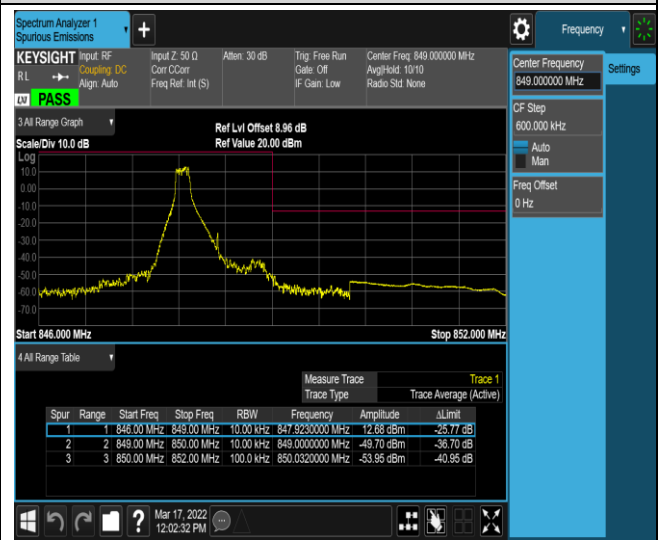 Spectrum Analyzer 1
Spurious Emissions
Frequency
KEYSIGHT
Input: RF
Input Z: 50 Ω
Atten: 30 dB
Trig: Free Run
Center Freq: 849.000000 MHz
R L
Coupling: DC
Corr CCorr
Gate: Off
Avg|Hold: 10/10
Align: Auto
Freq Ref: Int (S)
IF Gain: Low
Radio Std: None
LXI PASS
3 All Range Graph
Ref Lvl Offset 8.96 dB
Scale/Div 10.0 dB
Ref Value 20.00 dBm
Log
10.0
0.00
-10.0
-20.0
-30.0
-40.0
-50.0
-60.0
-70.0
Start 846.000 MHz
Stop 852.000 MHz
4 All Range Table
Measure Trace Trace 1
Trace Type Trace Average (Active)
Spur Range Start Freq Stop Freq RBW Frequency Amplitude ΔLimit
1 1 846.00 MHz 849.00 MHz 10.00 kHz 847.9230000 MHz 12.68 dBm -25.77 dB
2 2 849.00 MHz 850.00 MHz 10.00 kHz 849.0000000 MHz -49.70 dBm -36.70 dB
3 3 850.00 MHz 852.00 MHz 100.0 kHz 850.0320000 MHz -53.95 dBm -40.95 dB
Mar 17, 2022
12:02:32 PM
Center Frequency
849.000000 MHz
Settings
CF Step
600.000 kHz
Auto
Man
Freq Offset
0 Hz